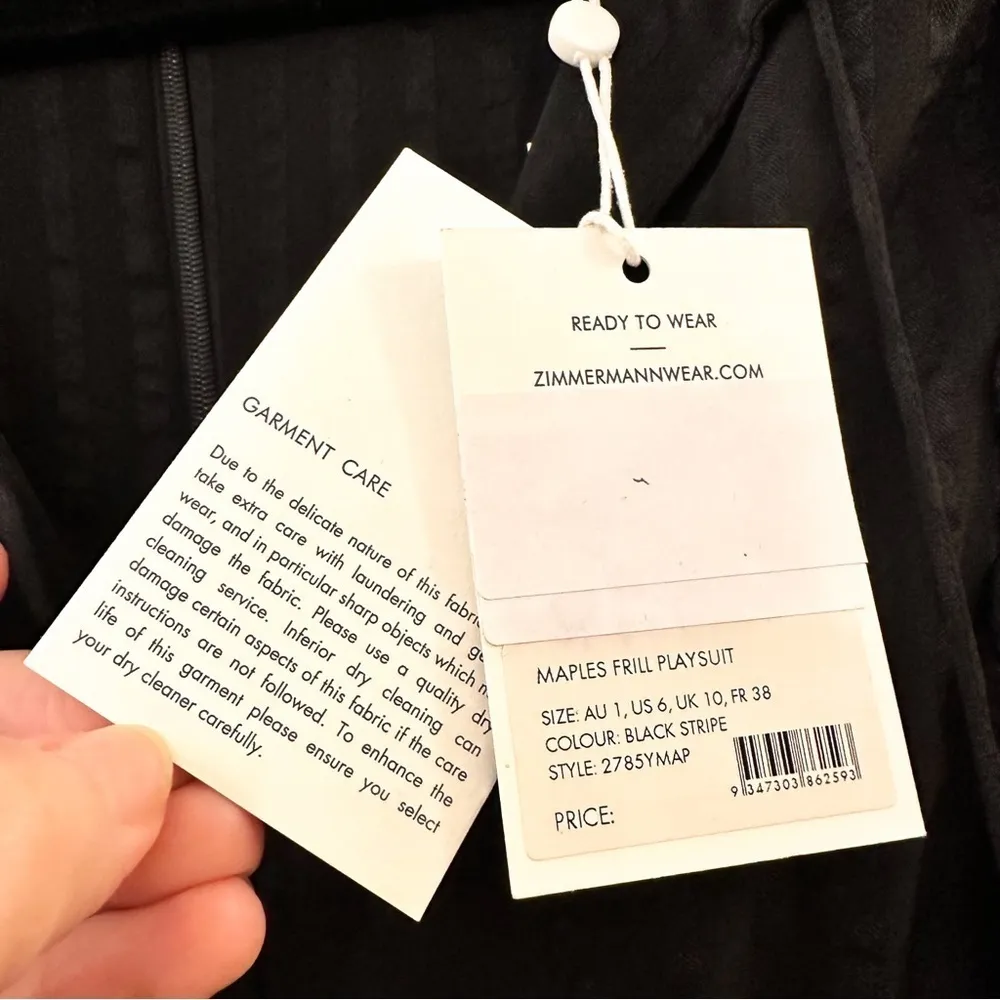 GARMENT CARE
Due to the delicate nature of this
take extra care with laundering and
wear, and in particular sharp objects which
damage the fabric. Please use a quality dry
cleaning service. Inferior dry cleaning can
damage certain aspects of this fabric if the care
instructions are not followed. To enhance the
life of this garment please ensure you select
your dry cleaner carefully.
READY TO WEAR
ZIMMERMANNWEAR.COM
MAPLES FRILL PLAYSUIT
SIZE: AU 1, US 6, UK 10, FR 38
COLOUR: BLACK STRIPE
STYLE: 2785YMAP
9 347303 862593
PRICE: